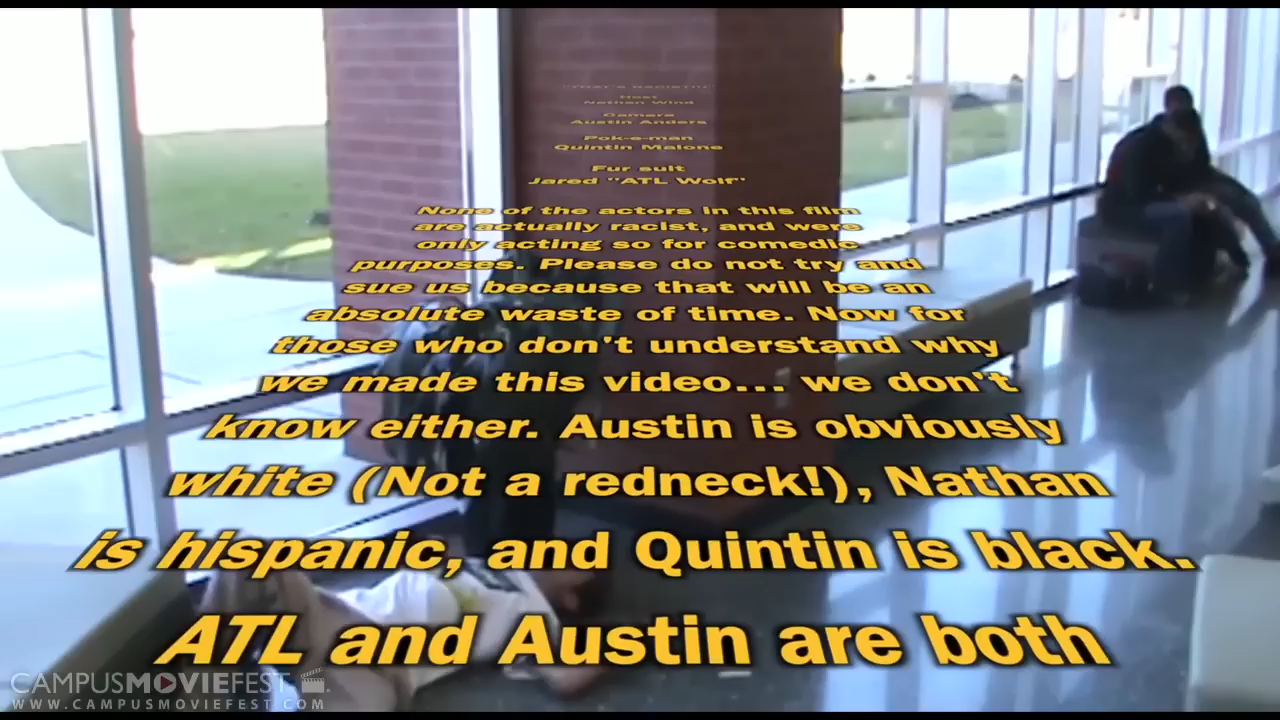 "That's Racist!!"
Host
Nathan Wind
Camera
Austin Anders
Pok-e-man
Quintin Malone
Fur suit
Jared "ATL Wolf"
None of the actors in this film
are actually racist, and were
only acting so for comedic
purposes. Please do not try and
sue us because that will be an
absolute waste of time. Now for
those who don't understand why
we made this video... we don't
know either. Austin is obviously
white (Not a redneck!), Nathan
is hispanic, and Quintin is black.
ATL and Austin are both
CAMPUSMOVIEFEST
WWW.CAMPUSMOVIEFEST.COM